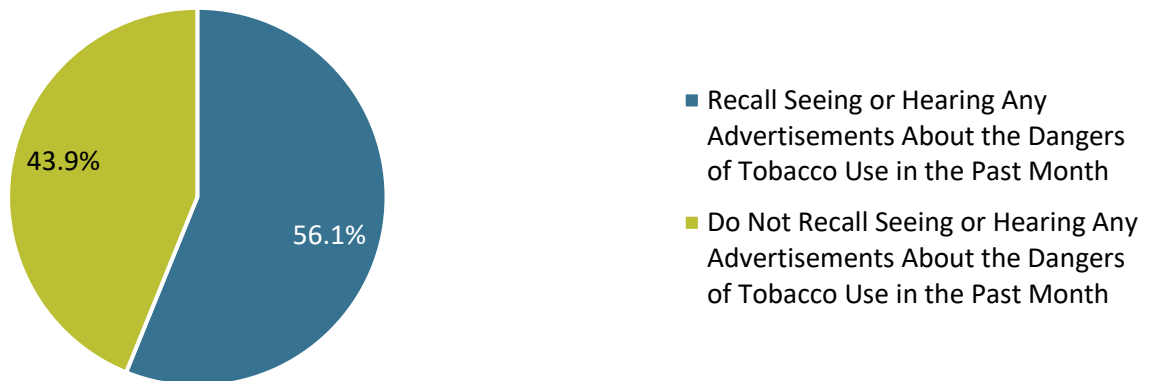 43.9%
56.1%
Recall Seeing or Hearing Any
Advertisements About the Dangers
of Tobacco Use in the Past Month
Do Not Recall Seeing or Hearing Any
Advertisements About the Dangers
of Tobacco Use in the Past Month